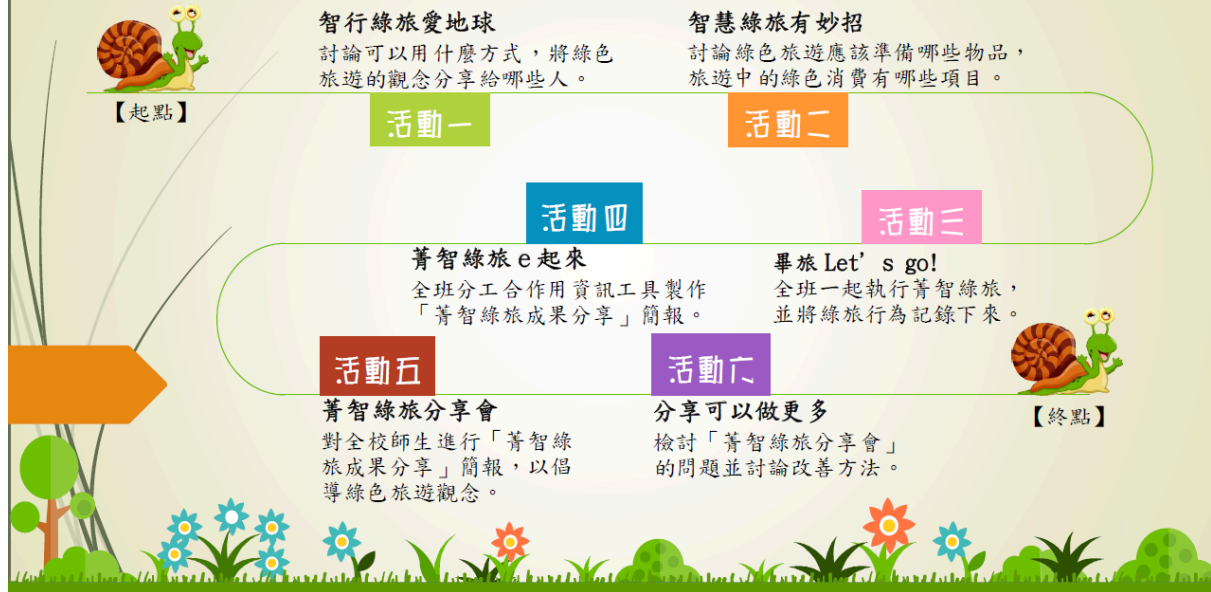 智行綠旅愛地球
討論可以用什麼方式，將綠色
旅遊的觀念分享給哪些人。
【起點】
活動一
智慧綠旅有妙招
討論綠色旅遊應該準備哪些物品，
旅遊中的綠色消費有哪些項目。
活動二
活動三
畢旅 Let’s go!
全班一起執行菁智綠旅，
並將綠旅行為記錄下來。
活動四
菁智綠旅 e 起來
全班分工合作用資訊工具製作
「菁智綠旅成果分享」簡報。
活動五
菁智綠旅分享會
對全校師生進行「菁智綠
旅成果分享」簡報，以倡
導綠色旅遊觀念。
活動六
分享可以做更多
檢討「菁智綠旅分享會」
的問題並討論改善方法。
【終點】